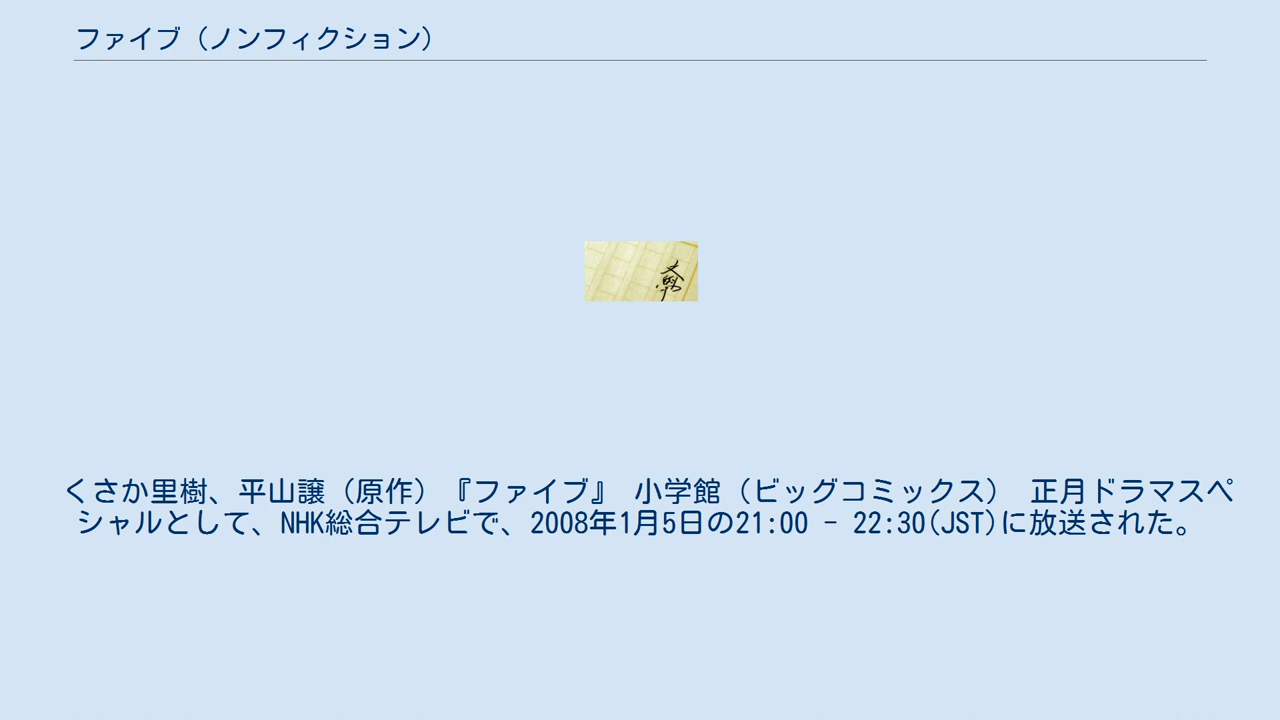 ファイブ（ノンフィクション）
くさか里樹、平山譲（原作）『ファイブ』 小学館（ビッグコミックス） 正月ドラマスペ
シャルとして、NHK総合テレビで、2008年1月5日の21:00 - 22:30(JST)に放送された。